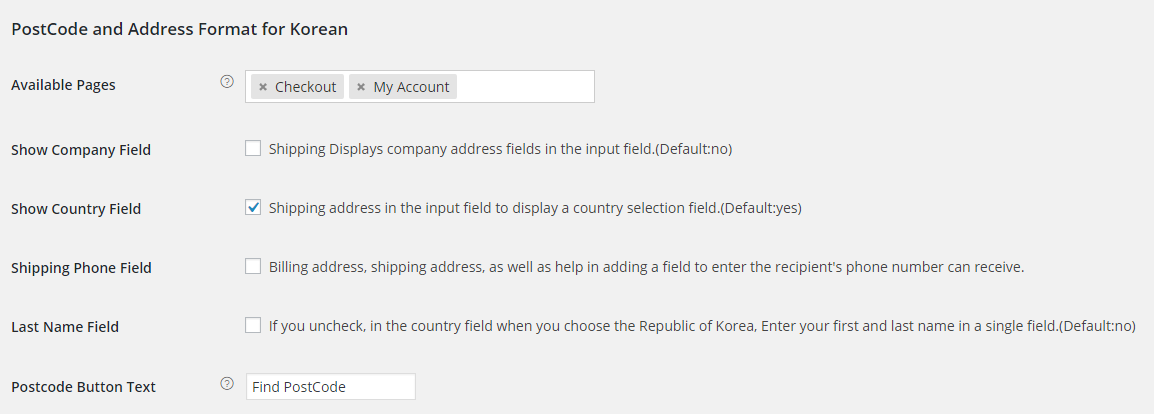 PostCode and Address Format for Korean
Available Pages ? × Checkout × My Account
Show Company Field Shipping Displays company address fields in the input field.(Default:no)
Show Country Field Shipping address in the input field to display a country selection field.(Default:yes)
Shipping Phone Field Billing address, shipping address, as well as help in adding a field to enter the recipient's phone number can receive.
Last Name Field If you uncheck, in the country field when you choose the Republic of Korea, Enter your first and last name in a single field.(Default:no)
Postcode Button Text ? Find PostCode